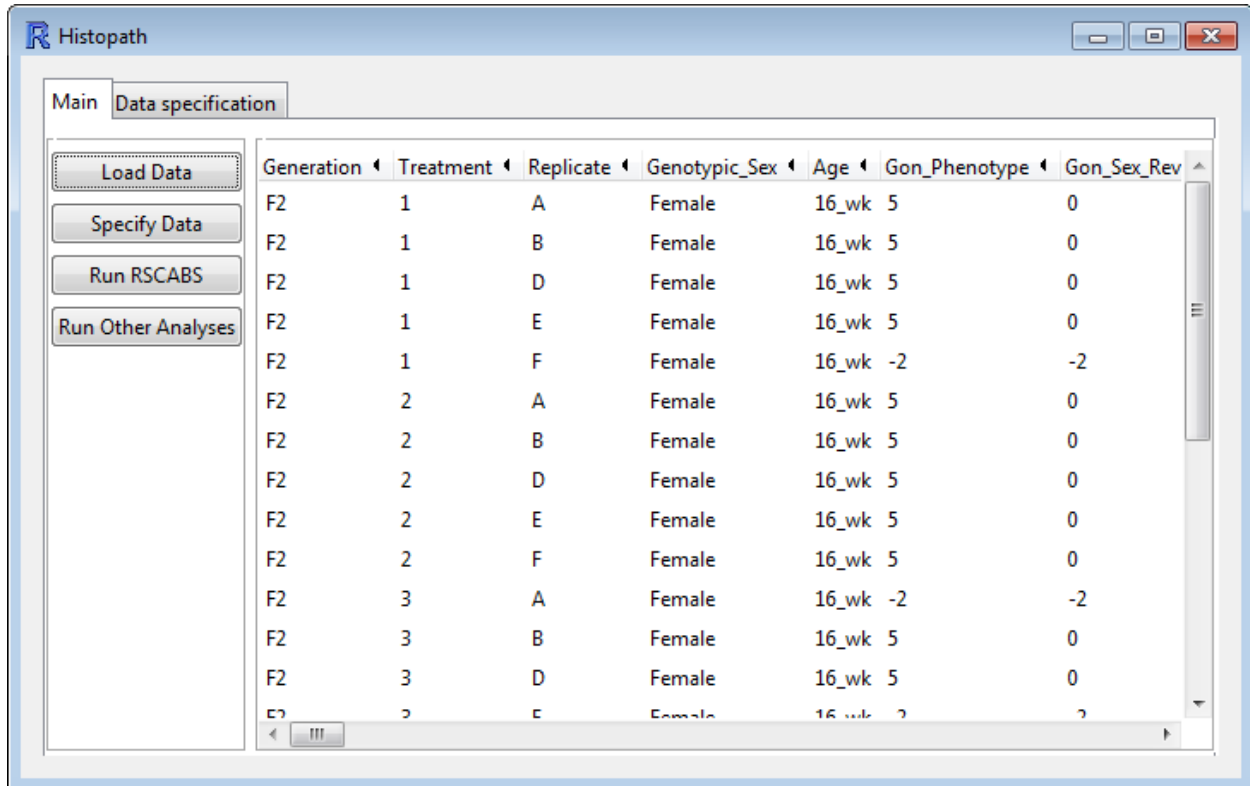 Histopath
Main Data specification
Load Data
Specify Data
Run RSCABS
Run Other Analyses
Generation Treatment Replicate Genotypic_Sex Age Gon_Phenotype Gon_Sex_Rev
F2 1 A Female 16_wk 5 0
F2 1 B Female 16_wk 5 0
F2 1 D Female 16_wk 5 0
F2 1 E Female 16_wk 5 0
F2 1 F Female 16_wk -2 -2
F2 2 A Female 16_wk 5 0
F2 2 B Female 16_wk 5 0
F2 2 D Female 16_wk 5 0
F2 2 E Female 16_wk 5 0
F2 2 F Female 16_wk 5 0
F2 3 A Female 16_wk -2 -2
F2 3 B Female 16_wk 5 0
F2 3 D Female 16_wk 5 0
F2 3 Female 16_wk